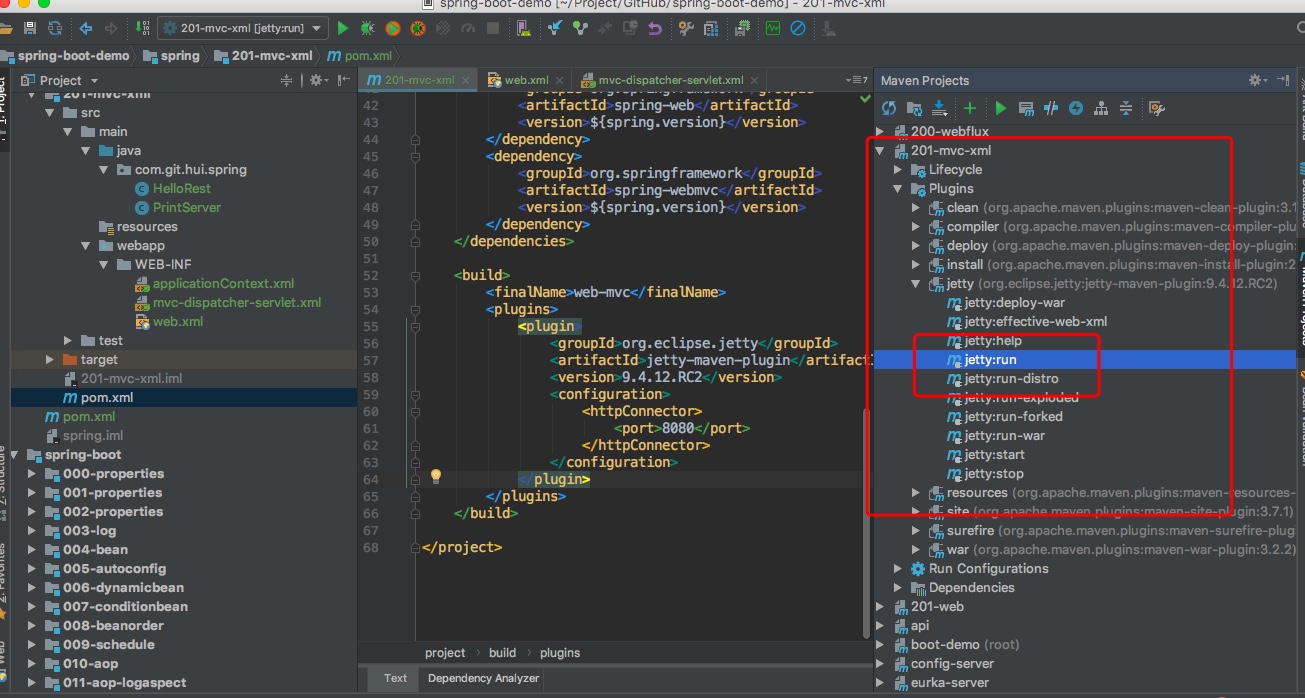 spring-boot-demo [~/Project/GitHub/spring-boot-demo] - 201-mvc-xml
201-mvc-xml [jetty:run]
spring-boot-demo
spring
201-mvc-xml
pom.xml
Project
201-mvc-xml
src
main
java
com.git.hui.spring
HelloRest
PrintServer
resources
webapp
WEB-INF
applicationContext.xml
mvc-dispatcher-servlet.xml
web.xml
test
target
201-mvc-xml.iml
pom.xml
pom.xml
spring.iml
spring-boot
000-properties
001-properties
002-properties
003-log
004-bean
005-autoconfig
006-dynamicbean
007-conditionbean
008-beanorder
009-schedule
010-aop
011-aop-logaspect
201-mvc-xml
web.xml
mvc-dispatcher-servlet.xml
42 <artifactId>spring-web</artifactId>
43 <version>${spring.version}</version>
44 </dependency>
45 <dependency>
46 <groupId>org.springframework</groupId>
47 <artifactId>spring-webmvc</artifactId>
48 <version>${spring.version}</version>
49 </dependency>
50 </dependencies>
51
52 <build>
53 <finalName>web-mvc</finalName>
54 <plugins>
55 <plugin>
56 <groupId>org.eclipse.jetty</groupId>
57 <artifactId>jetty-maven-plugin</artifactI
58 <version>9.4.12.RC2</version>
59 <configuration>
60 <httpConnector>
61 <port>8080</port>
62 </httpConnector>
63 </configuration>
64 </plugin>
65 </plugins>
66 </build>
67
68 </project>
project › build › plugins
Text
Dependency Analyzer
Maven Projects
200-webflux
201-mvc-xml
Lifecycle
Plugins
clean (org.apache.maven.plugins:maven-clean-plugin:3.1
compiler (org.apache.maven.plugins:maven-compiler-plu
deploy (org.apache.maven.plugins:maven-deploy-plugin:
install (org.apache.maven.plugins:maven-install-plugin:2
jetty (org.eclipse.jetty:jetty-maven-plugin:9.4.12.RC2)
jetty:deploy-war
jetty:effective-web-xml
jetty:help
jetty:run
jetty:run-distro
jetty:run-exploded
jetty:run-forked
jetty:run-war
jetty:start
jetty:stop
resources (org.apache.maven.plugins:maven-resources-
site (org.apache.maven.plugins:maven-site-plugin:3.7.1)
surefire (org.apache.maven.plugins:maven-surefire-plug
war (org.apache.maven.plugins:maven-war-plugin:3.2.2)
Run Configurations
Dependencies
201-web
api
boot-demo (root)
config-server
eurka-server